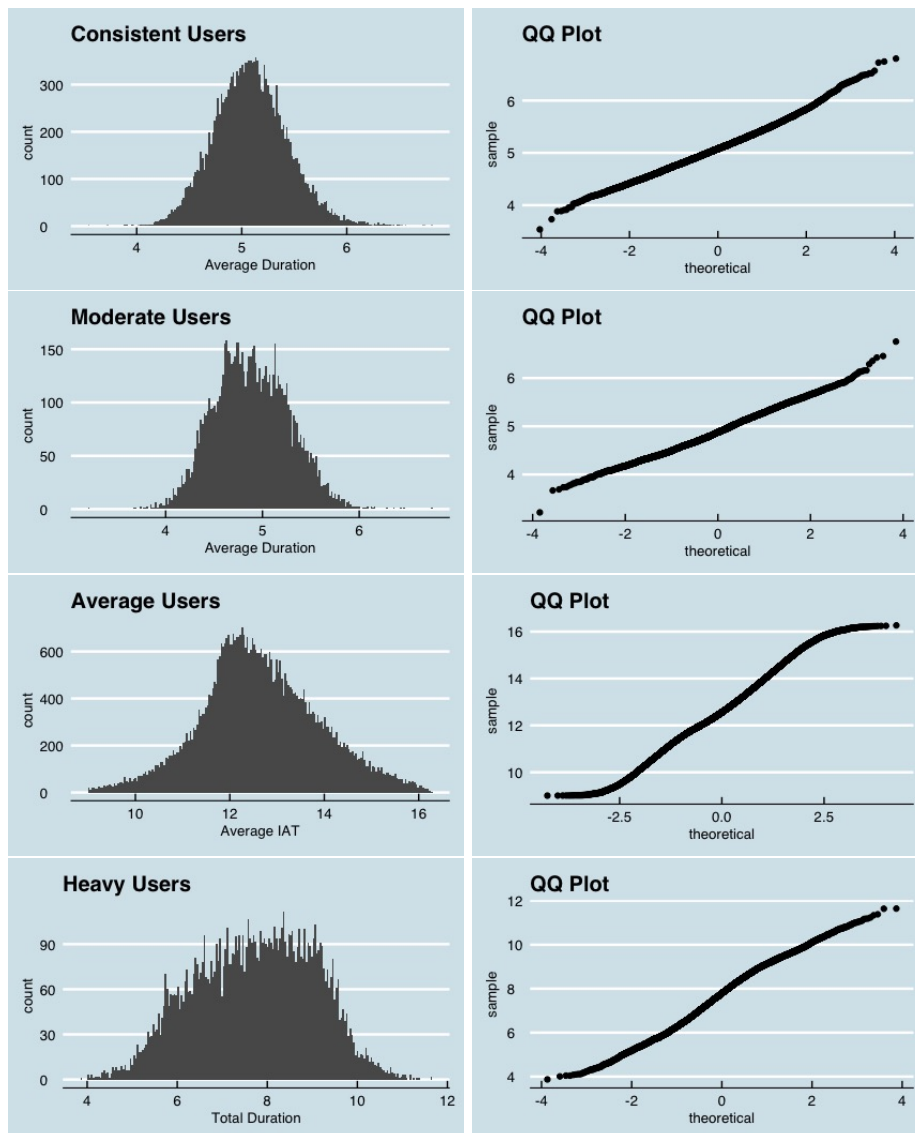 Consistent Users
300
200
100
0
count
4 5 6
Average Duration
QQ Plot
6
5
4
sample
-4 -2 0 2 4
theoretical
Moderate Users
150
100
50
0
count
4 5 6
Average Duration
QQ Plot
6
5
4
sample
-4 -2 0 2 4
theoretical
Average Users
600
400
200
0
count
10 12 14 16
Average IAT
QQ Plot
16
14
12
10
sample
-2.5 0.0 2.5
theoretical
Heavy Users
90
60
30
0
count
4 6 8 10 12
Total Duration
QQ Plot
12
10
8
6
4
sample
-4 -2 0 2 4
theoretical